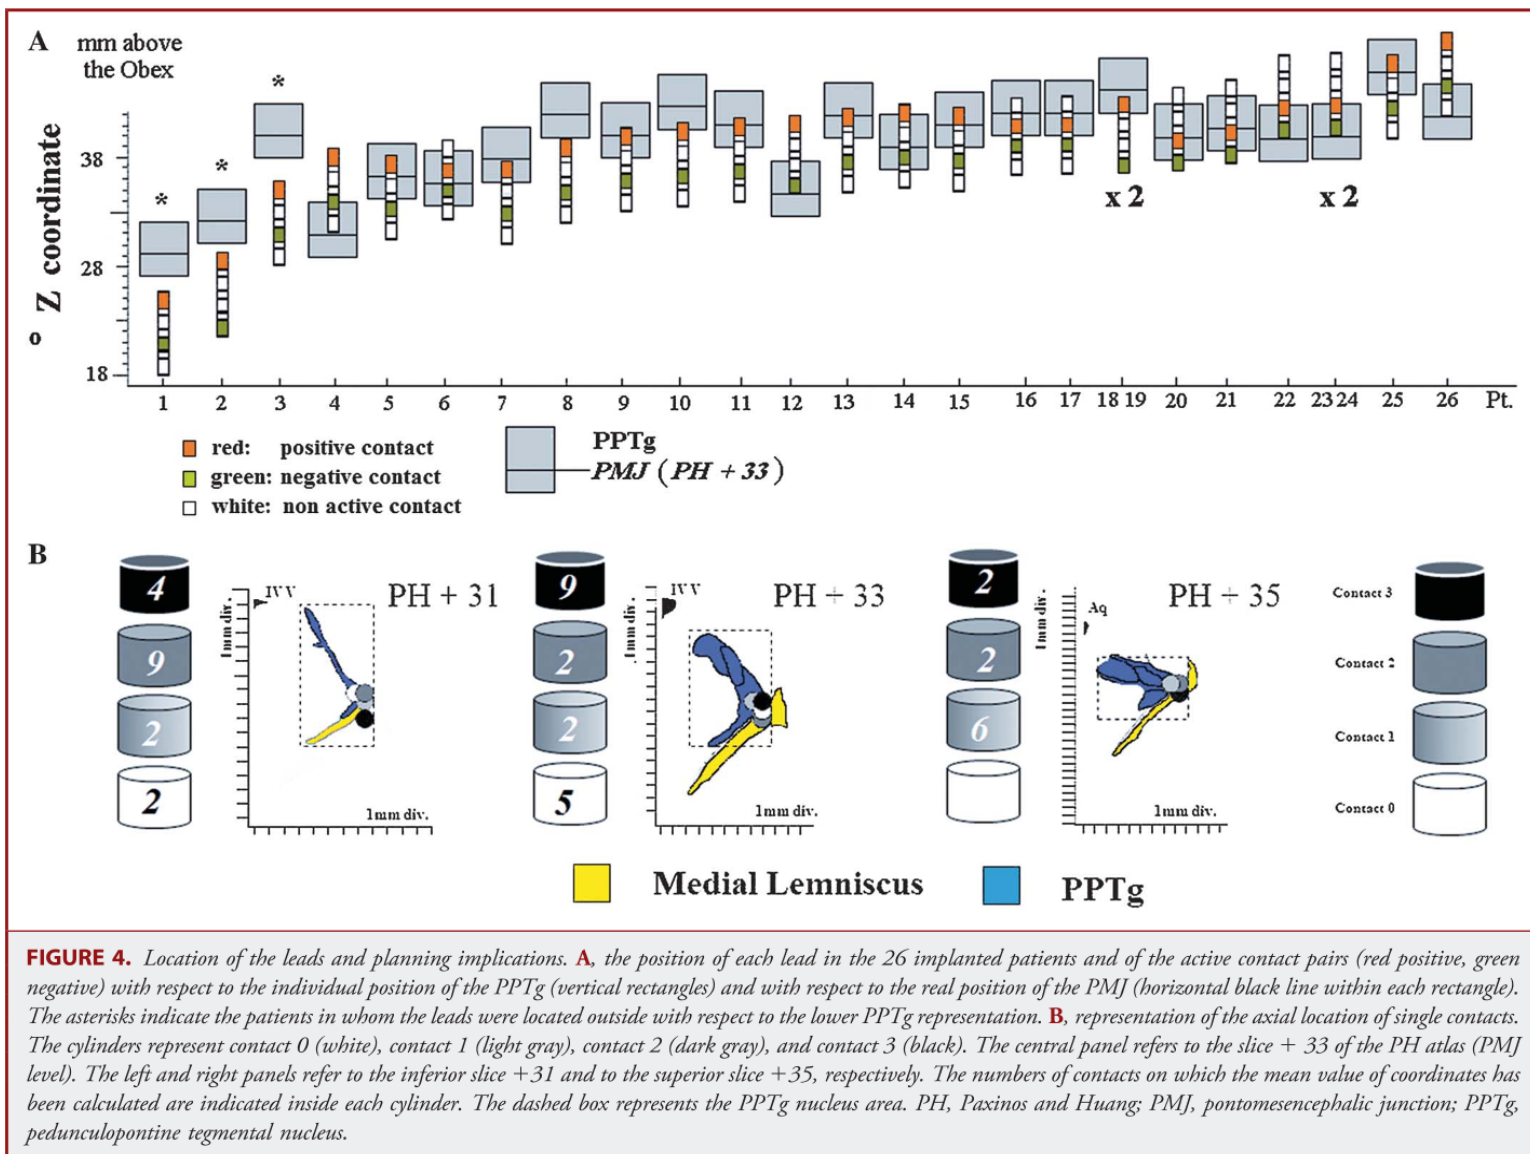 A
mm above
the Obex
*
*
*
38
28
18
Z coordinate
o
x 2
x 2
1 2 3 4 5 6 7 8 9 10 11 12 13 14 15 16 17 18 19 20 21 22 23 24 25 26 Pt.
red: positive contact
green: negative contact
white: non active contact
PPTg
PMJ (PH + 33)
B
4
9
2
2
1mm div.
IV V
PH + 31
1mm div.
9
2
2
5
1mm div.
IV V
PH + 33
1mm div.
2
2
6
1mm div.
Aq
PH + 35
1mm div.
Contact 3
Contact 2
Contact 1
Contact 0
Medial Lemniscus
PPTg
FIGURE 4. Location of the leads and planning implications. A, the position of each lead in the 26 implanted patients and of the active contact pairs (red positive, green
negative) with respect to the individual position of the PPTg (vertical rectangles) and with respect to the real position of the PMJ (horizontal black line within each rectangle).
The asterisks indicate the patients in whom the leads were located outside with respect to the lower PPTg representation. B, representation of the axial location of single contacts.
The cylinders represent contact 0 (white), contact 1 (light gray), contact 2 (dark gray), and contact 3 (black). The central panel refers to the slice + 33 of the PH atlas (PMJ
level). The left and right panels refer to the inferior slice +31 and to the superior slice +35, respectively. The numbers of contacts on which the mean value of coordinates has
been calculated are indicated inside each cylinder. The dashed box represents the PPTg nucleus area. PH, Paxinos and Huang; PMJ, pontomesencephalic junction; PPTg,
pedunculopontine tegmental nucleus.